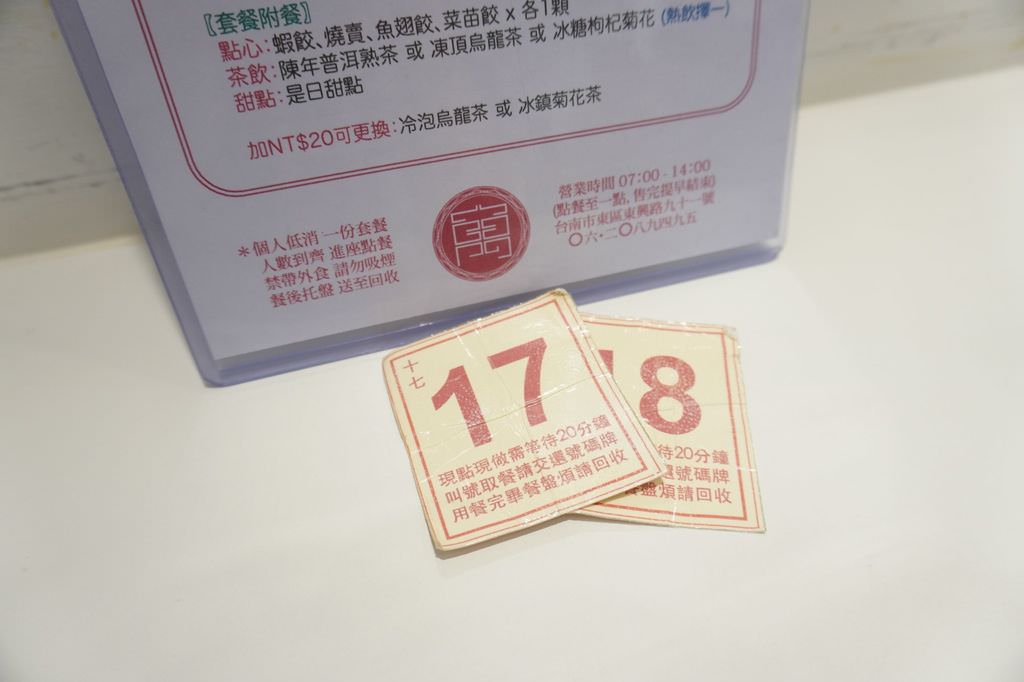 【套餐附餐】
點心:蝦餃、燒賣、魚翅餃、菜苗餃 x 各1顆
茶飲:陳年普洱熟茶 或 凍頂烏龍茶 或 冰糖枸杞菊花 (熱飲擇一)
甜點:是日甜點
加NT$20可更換:冷泡烏龍茶 或 冰鎮菊花茶
*個人低消 一份套餐
人數到齊 進座點餐
禁帶外食 請勿吸煙
餐後托盤 送至回收
萬
營業時間 07:00 - 14:00
(點餐至一點,售完提早結束)
台南市東區東興路九十一號
〇六・二〇八九四九五
十七
17
現點現做需等待20分鐘
叫號取餐請交還號碼牌
用餐完畢餐盤煩請回收
18
待20分鐘
還號碼牌
餐盤煩請回收